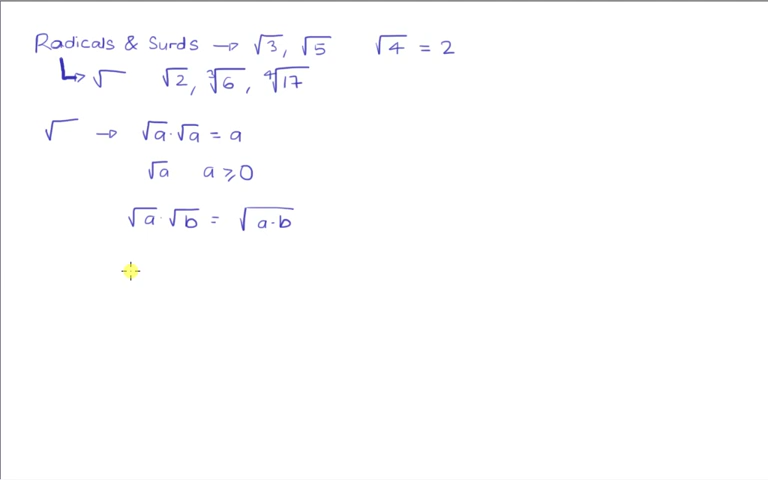 Radicals & Surds → √3, √5 √4 = 2
↳ √ √2, ∛6, ∜17
√ → √a · √a = a
√a a ⩾ 0
√a · √b = √a·b